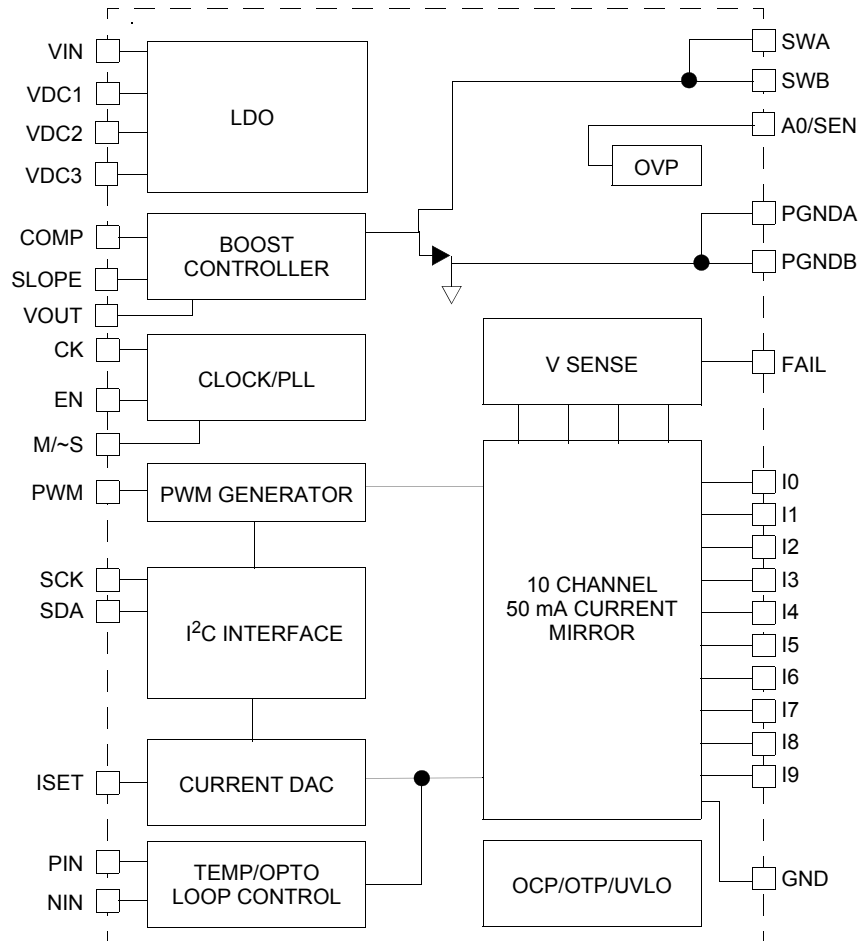 VIN
VDC1
VDC2
VDC3
LDO
COMP
SLOPE
VOUT
BOOST
CONTROLLER
CK
EN
M/~S
CLOCK/PLL
PWM
PWM GENERATOR
SCK
SDA
I²C INTERFACE
ISET
CURRENT DAC
PIN
NIN
TEMP/OPTO
LOOP CONTROL
SWA
SWB
A0/SEN
OVP
PGNDA
PGNDB
V SENSE
FAIL
10 CHANNEL
50 mA CURRENT
MIRROR
I0
I1
I2
I3
I4
I5
I6
I7
I8
I9
OCP/OTP/UVLO
GND